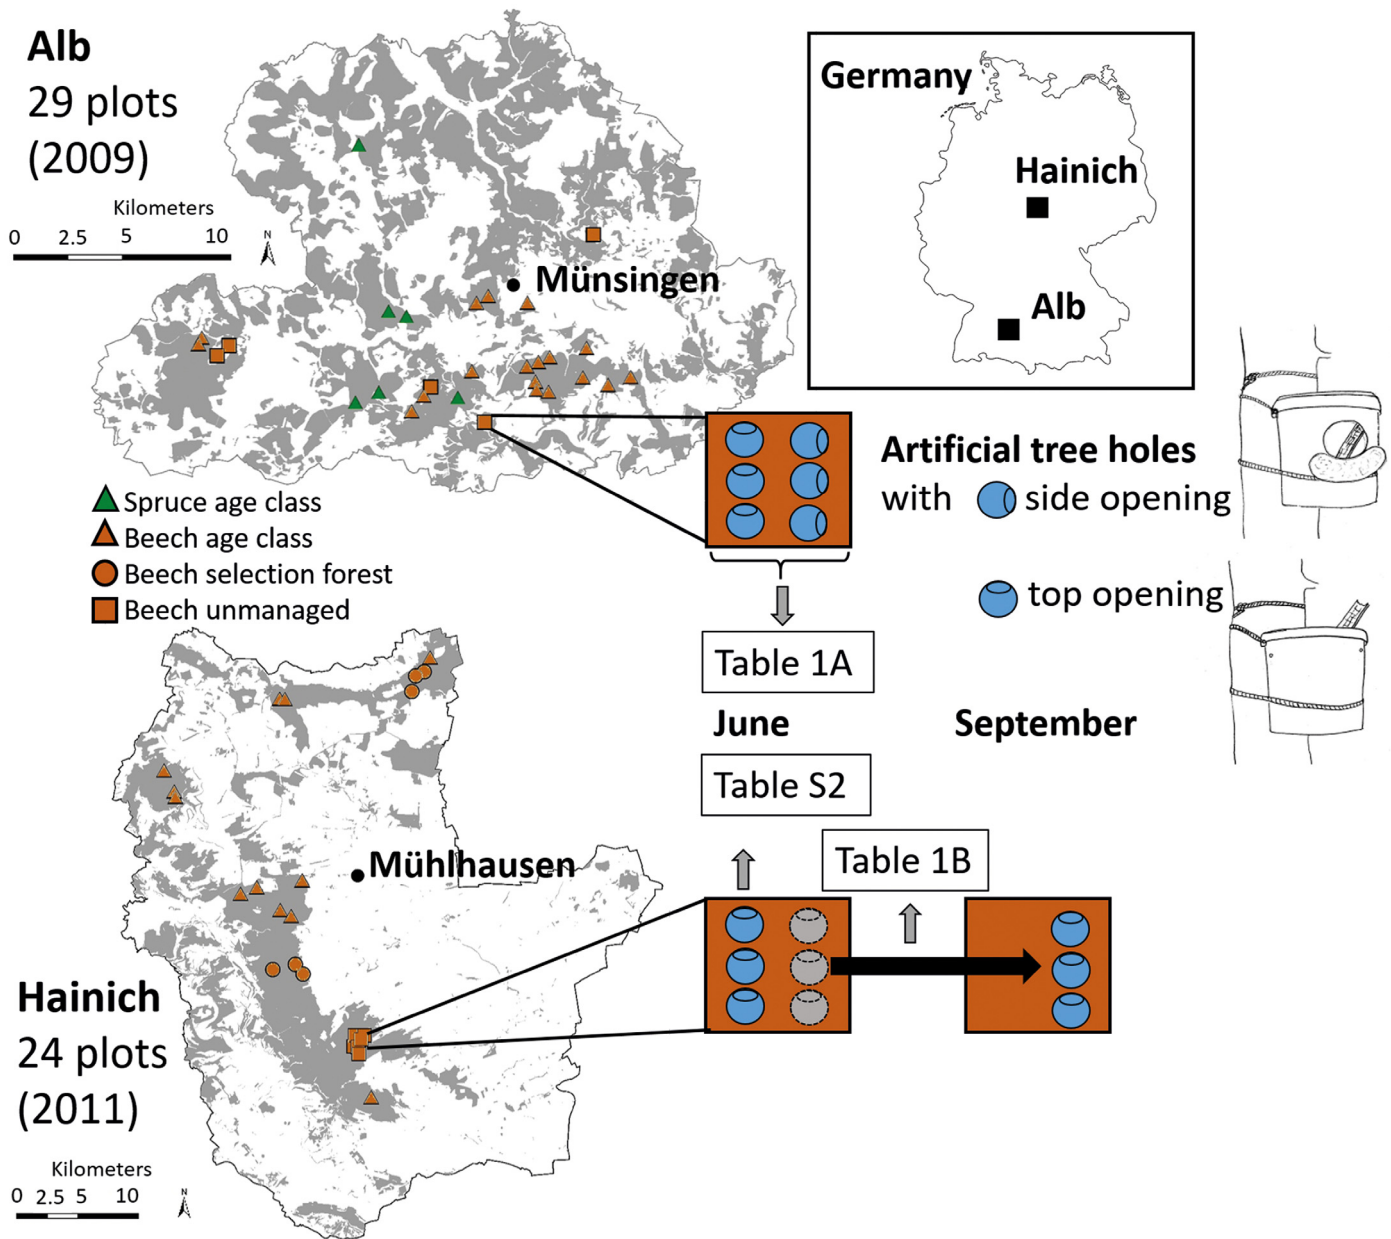 Alb
29 plots
(2009)
Kilometers
0 2.5 5 10
N
Münsingen
Germany
Hainich
Alb
Spruce age class
Beech age class
Beech selection forest
Beech unmanaged
Artificial tree holes
with side opening
top opening
Table 1A
June
September
Table S2
Table 1B
Mühlhausen
Hainich
24 plots
(2011)
Kilometers
0 2.5 5 10
N